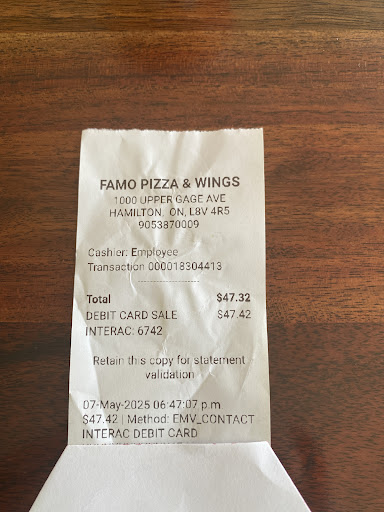 FAMO PIZZA & WINGS
1000 UPPER GAGE AVE
HAMILTON, ON, L8V 4R5
9053870009
Cashier: Employee
Transaction 000018304413
Total $47.32
DEBIT CARD SALE $47.42
INTERAC: 6742
Retain this copy for statement
validation
07-May-2025 06:47:07 p.m
$47.42 | Method: EMV_CONTACT
INTERAC DEBIT CARD